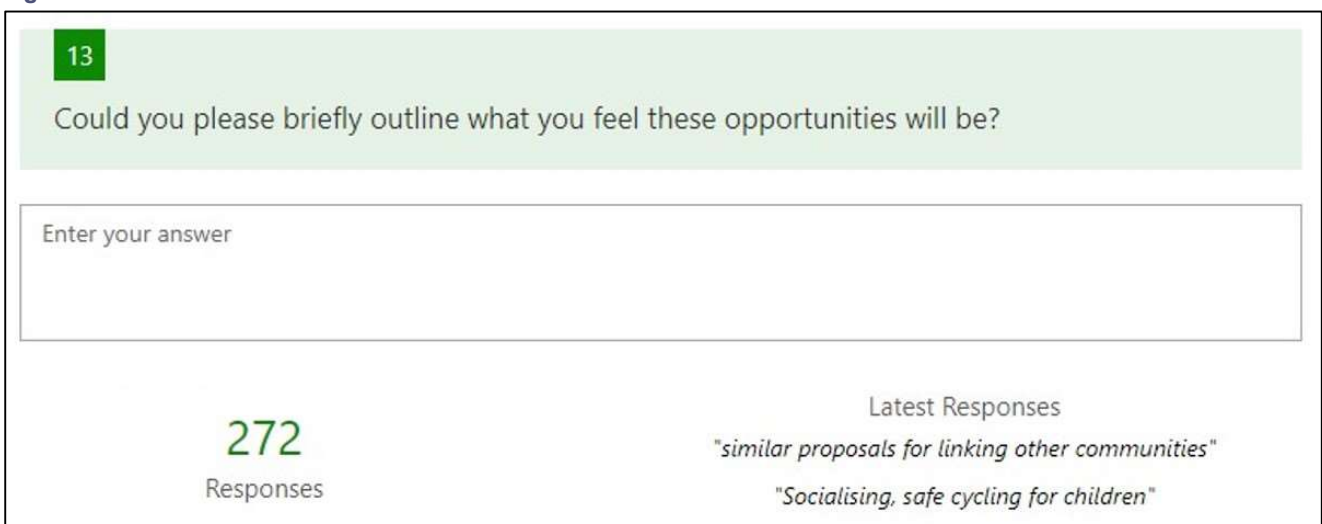 13
Could you please briefly outline what you feel these opportunities will be?
Enter your answer
272
Responses
Latest Responses
"similar proposals for linking other communities"
"Socialising, safe cycling for children"